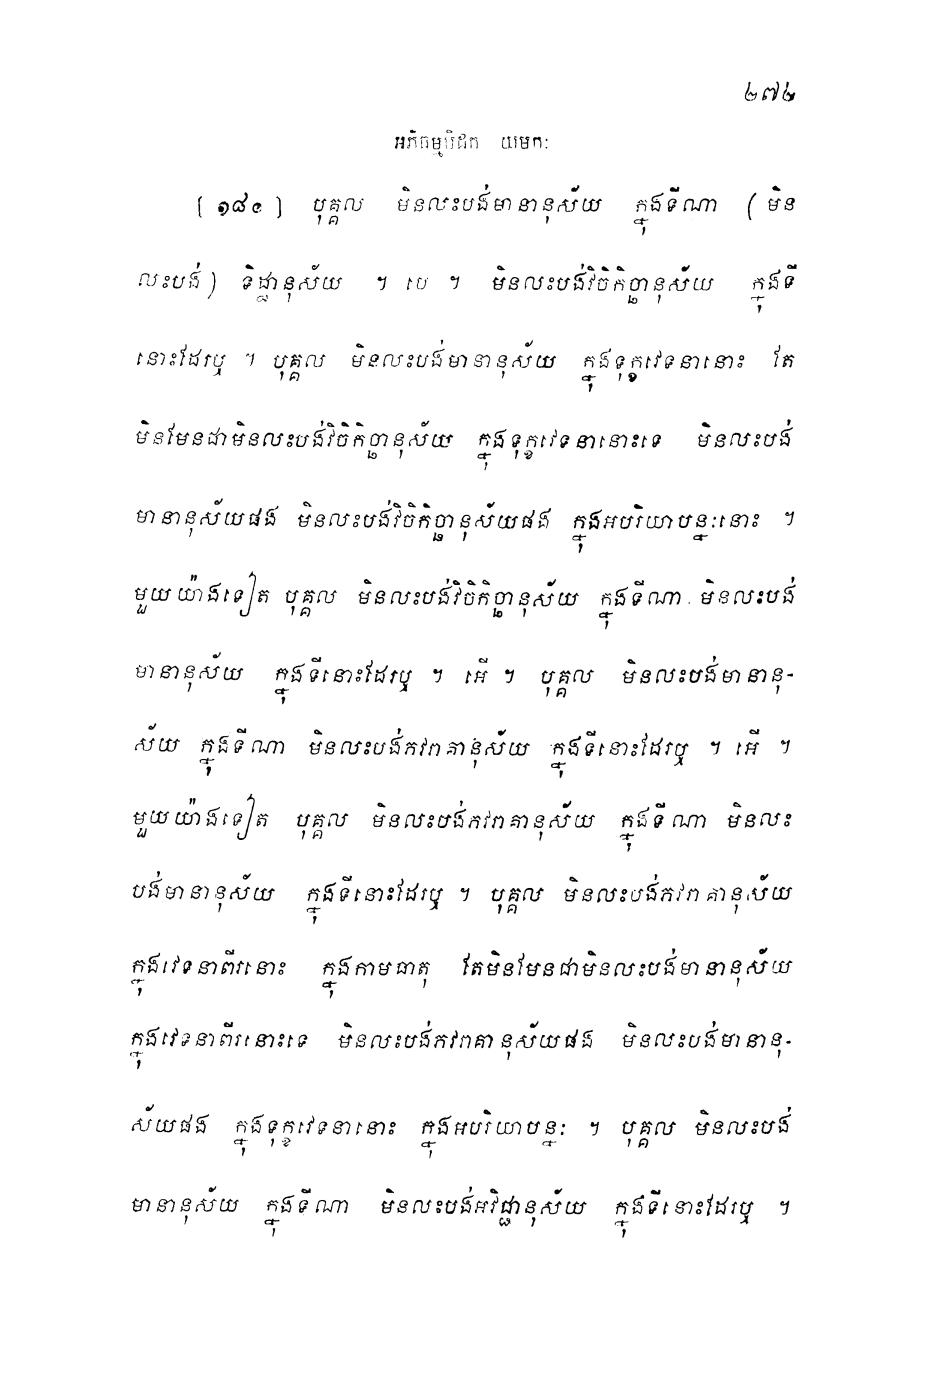 ២៧២
អភិធម្មបិដក យមកៈ
[ ១៨៤ ] បុគ្គល មិនលះបង់មានានុស័យ ក្នុងទីណា ( មិន
លះបង់ ) ទិដ្ឋានុស័យ ។ បេ ។ មិនលះបង់វិចិកិច្ឆានុស័យ ក្នុងទី
នោះដែរឬ ។ បុគ្គល មិនលះបង់មានានុស័យ ក្នុងទុក្ខវេទនានោះ តែ
មិនមែនជាមិនលះបង់វិចិកិច្ឆានុស័យ ក្នុងទុក្ខវេទនានោះទេ មិនលះបង់
មានានុស័យផង មិនលះបង់វិចិកិច្ឆានុស័យផង ក្នុងអបរិយាបន្នៈនោះ ។
មួយយ៉ាងទៀត បុគ្គល មិនលះបង់វិចិកិច្ឆានុស័យ ក្នុងទីណា មិនលះបង់
មានានុស័យ ក្នុងទីនោះដែរឬ ។ អើ ។ បុគ្គល មិនលះបង់មានានុ-
ស័យ ក្នុងទីណា មិនលះបង់ភវរាគានុស័យ ក្នុងទីនោះដែរឬ ។ អើ ។
មួយយ៉ាងទៀត បុគ្គល មិនលះបង់ភវរាគានុស័យ ក្នុងទីណា មិនលះ
បង់មានានុស័យ ក្នុងទីនោះដែរឬ ។ បុគ្គល មិនលះបង់ភវរាគានុស័យ
ក្នុងវេទនាពីរនោះ ក្នុងកាមធាតុ តែមិនមែនជាមិនលះបង់មានានុស័យ
ក្នុងវេទនាពីរនោះទេ មិនលះបង់ភវរាគានុស័យផង មិនលះបង់មានានុ-
ស័យផង ក្នុងទុក្ខវេទនានោះ ក្នុងអបរិយាបន្នៈ ។ បុគ្គល មិនលះបង់
មានានុស័យ ក្នុងទីណា មិនលះបង់អវិជ្ជានុស័យ ក្នុងទីនោះដែរឬ ។